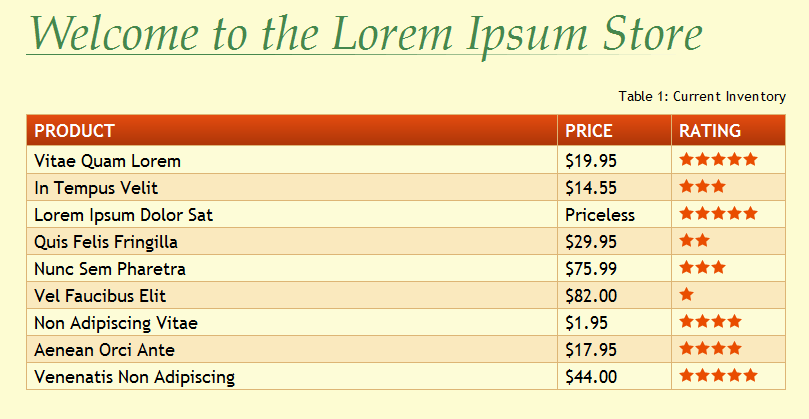 Welcome to the Lorem Ipsum Store
Table 1: Current Inventory
PRODUCT PRICE RATING
Vitae Quam Lorem $19.95 ★★★★★
In Tempus Velit $14.55 ★★★
Lorem Ipsum Dolor Sat Priceless ★★★★★
Quis Felis Fringilla $29.95 ★★
Nunc Sem Pharetra $75.99 ★★★
Vel Faucibus Elit $82.00 ★
Non Adipiscing Vitae $1.95 ★★★★
Aenean Orci Ante $17.95 ★★★★
Venenatis Non Adipiscing $44.00 ★★★★★